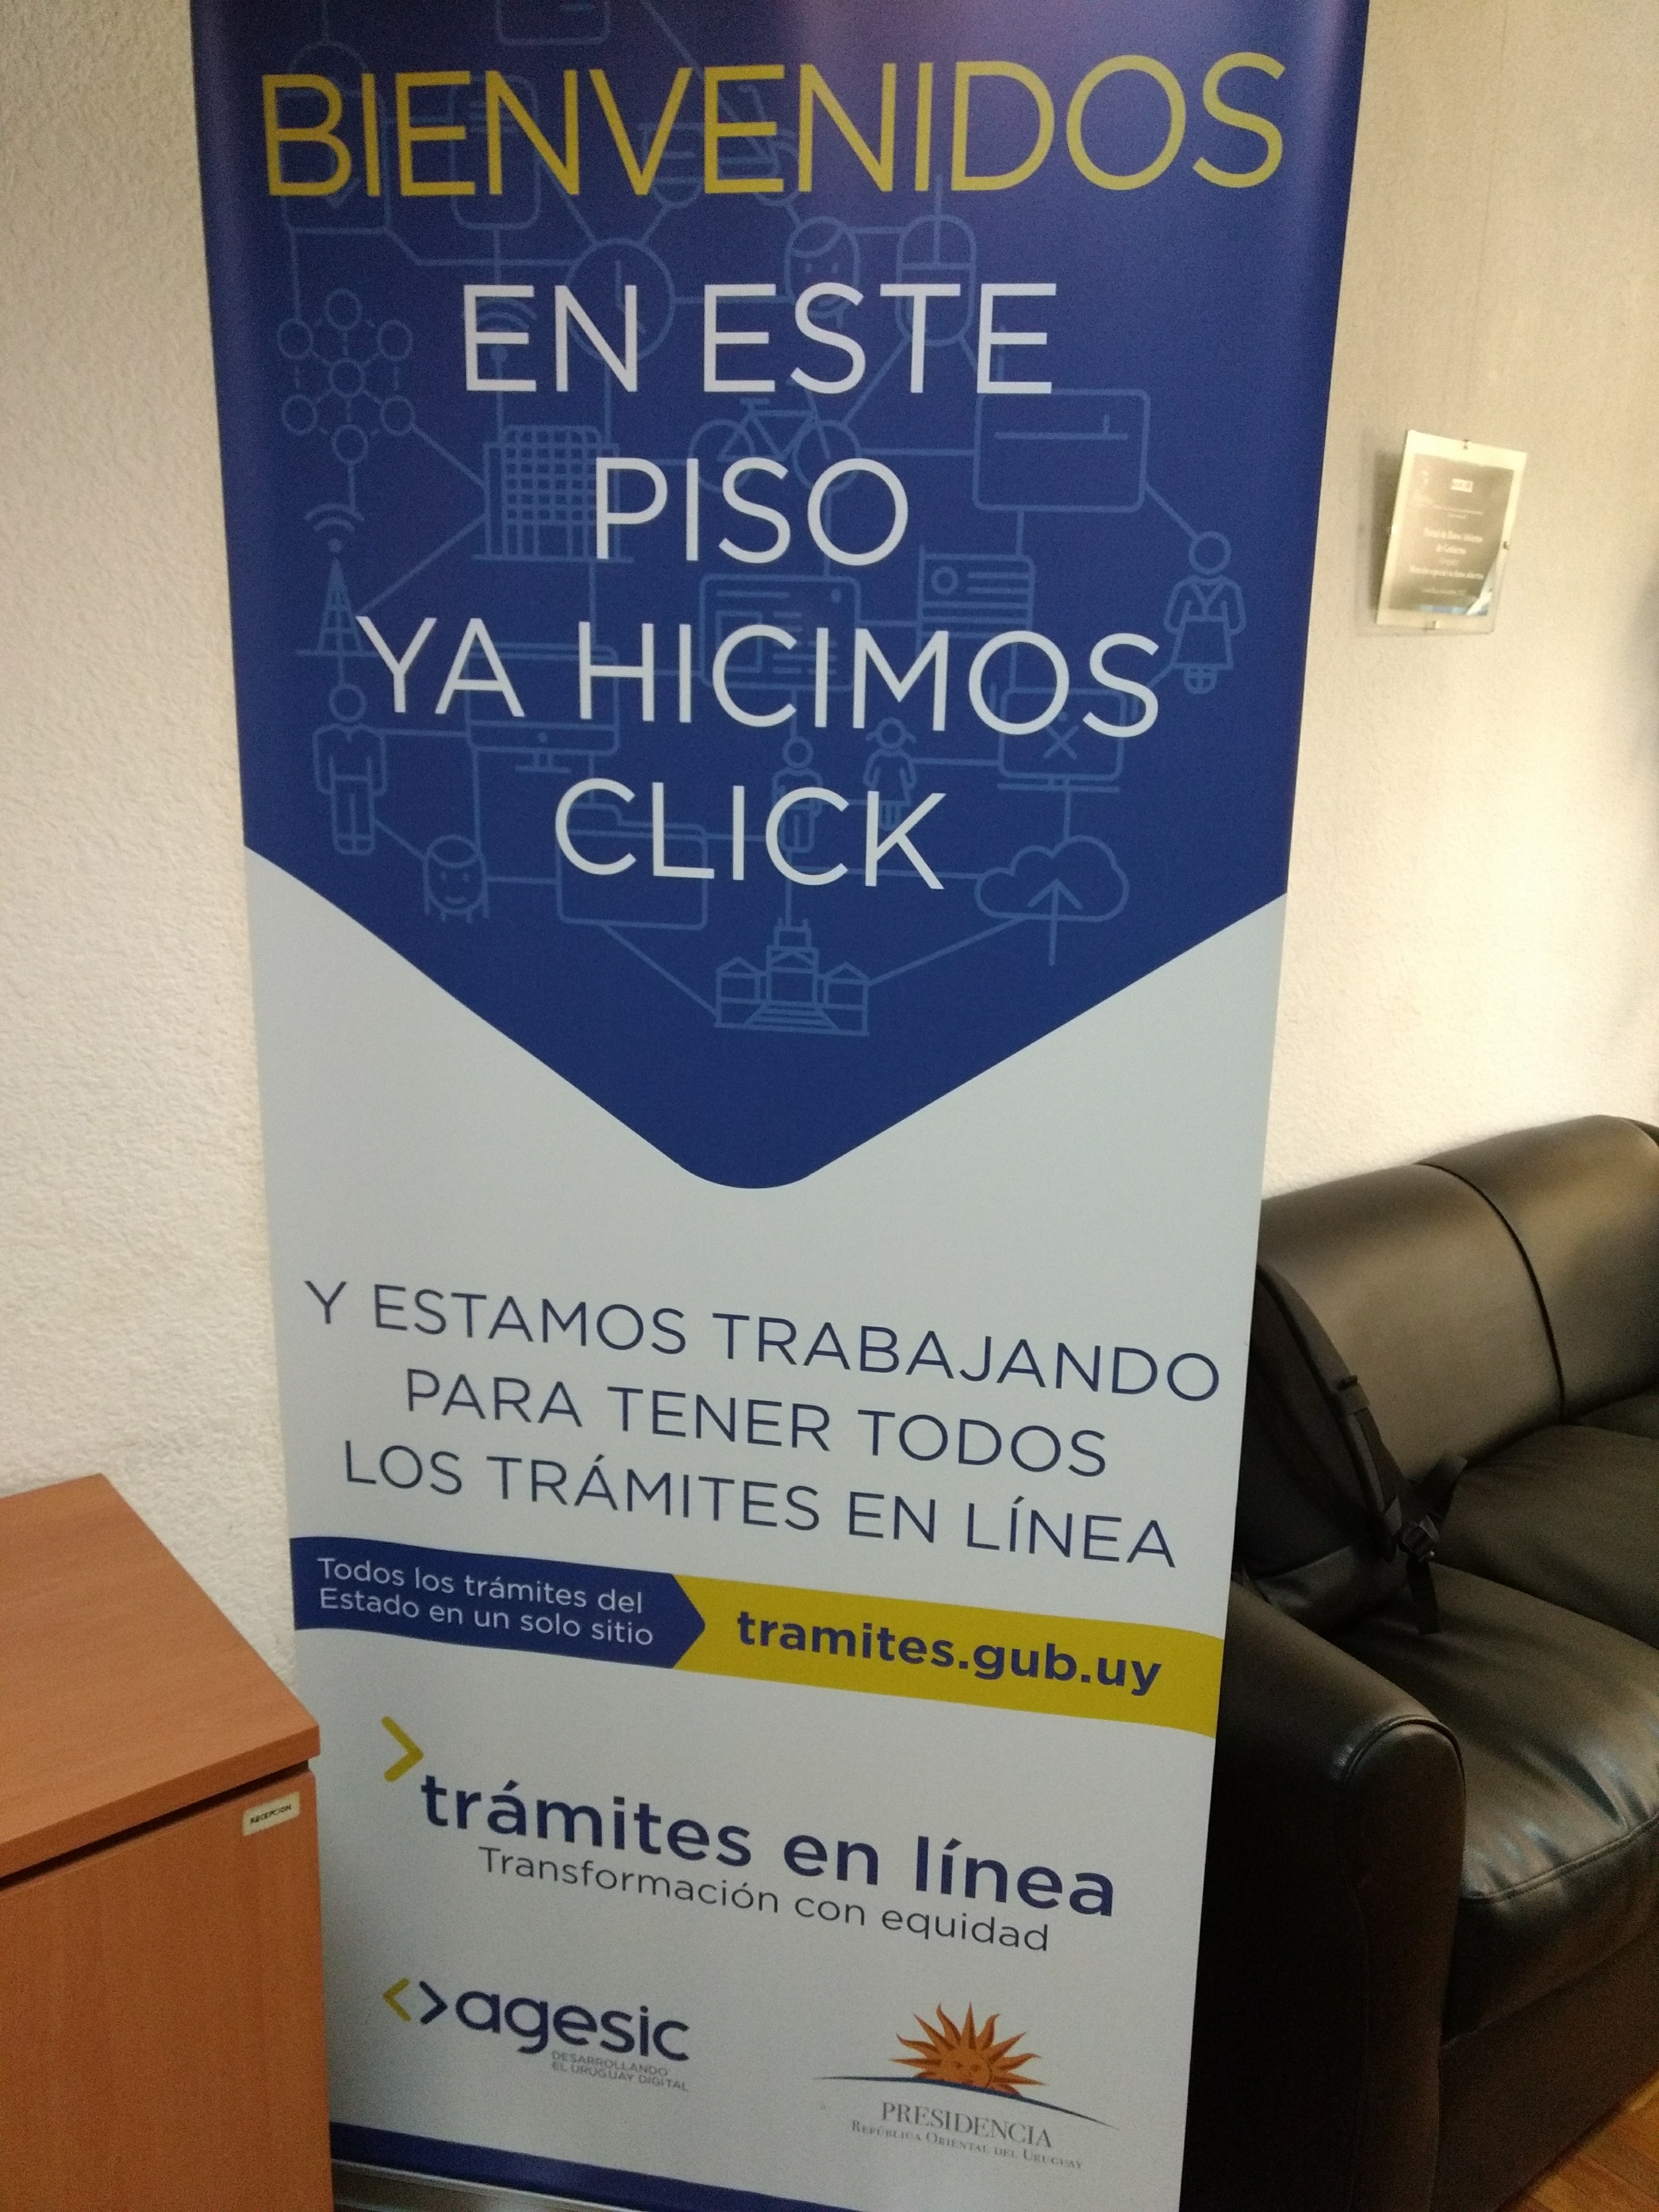 BIENVENIDOS
EN ESTE
PISO
YA HICIMOS
CLICK
Y ESTAMOS TRABAJANDO
PARA TENER TODOS
LOS TRÁMITES EN LÍNEA
Todos los trámites del
Estado en un solo sitio
tramites.gub.uy
trámites en línea
Transformación con equidad
agesic
DESARROLLANDO
EL URUGUAY DIGITAL
PRESIDENCIA
REPÚBLICA ORIENTAL DEL URUGUAY
RECEPCION